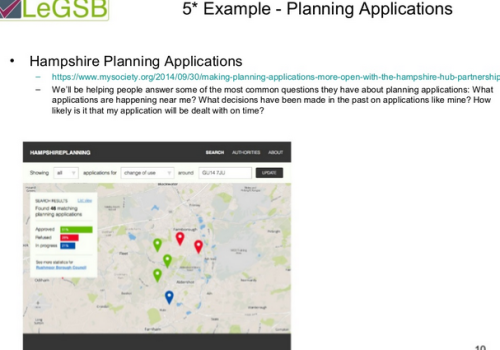 LeGSB
5* Example - Planning Applications
• Hampshire Planning Applications
– https://www.mysociety.org/2014/09/30/making-planning-applications-more-open-with-the-hampshire-hub-partnership
– We'll be helping people answer some of the most common questions they have about planning applications: What
applications are happening near me? What decisions have been made in the past on applications like mine? How
likely is it that my application will be dealt with on time?
HAMPSHIREPLANNING
SEARCH AUTHORITIES ABOUT
Showing all applications for change of use around GU14 7JU UPDATE
SEARCH RESULTS
Found 46 matching
planning applications
Approved
Refused
In progress
See more statistics for
Rushmoor Borough Council
10